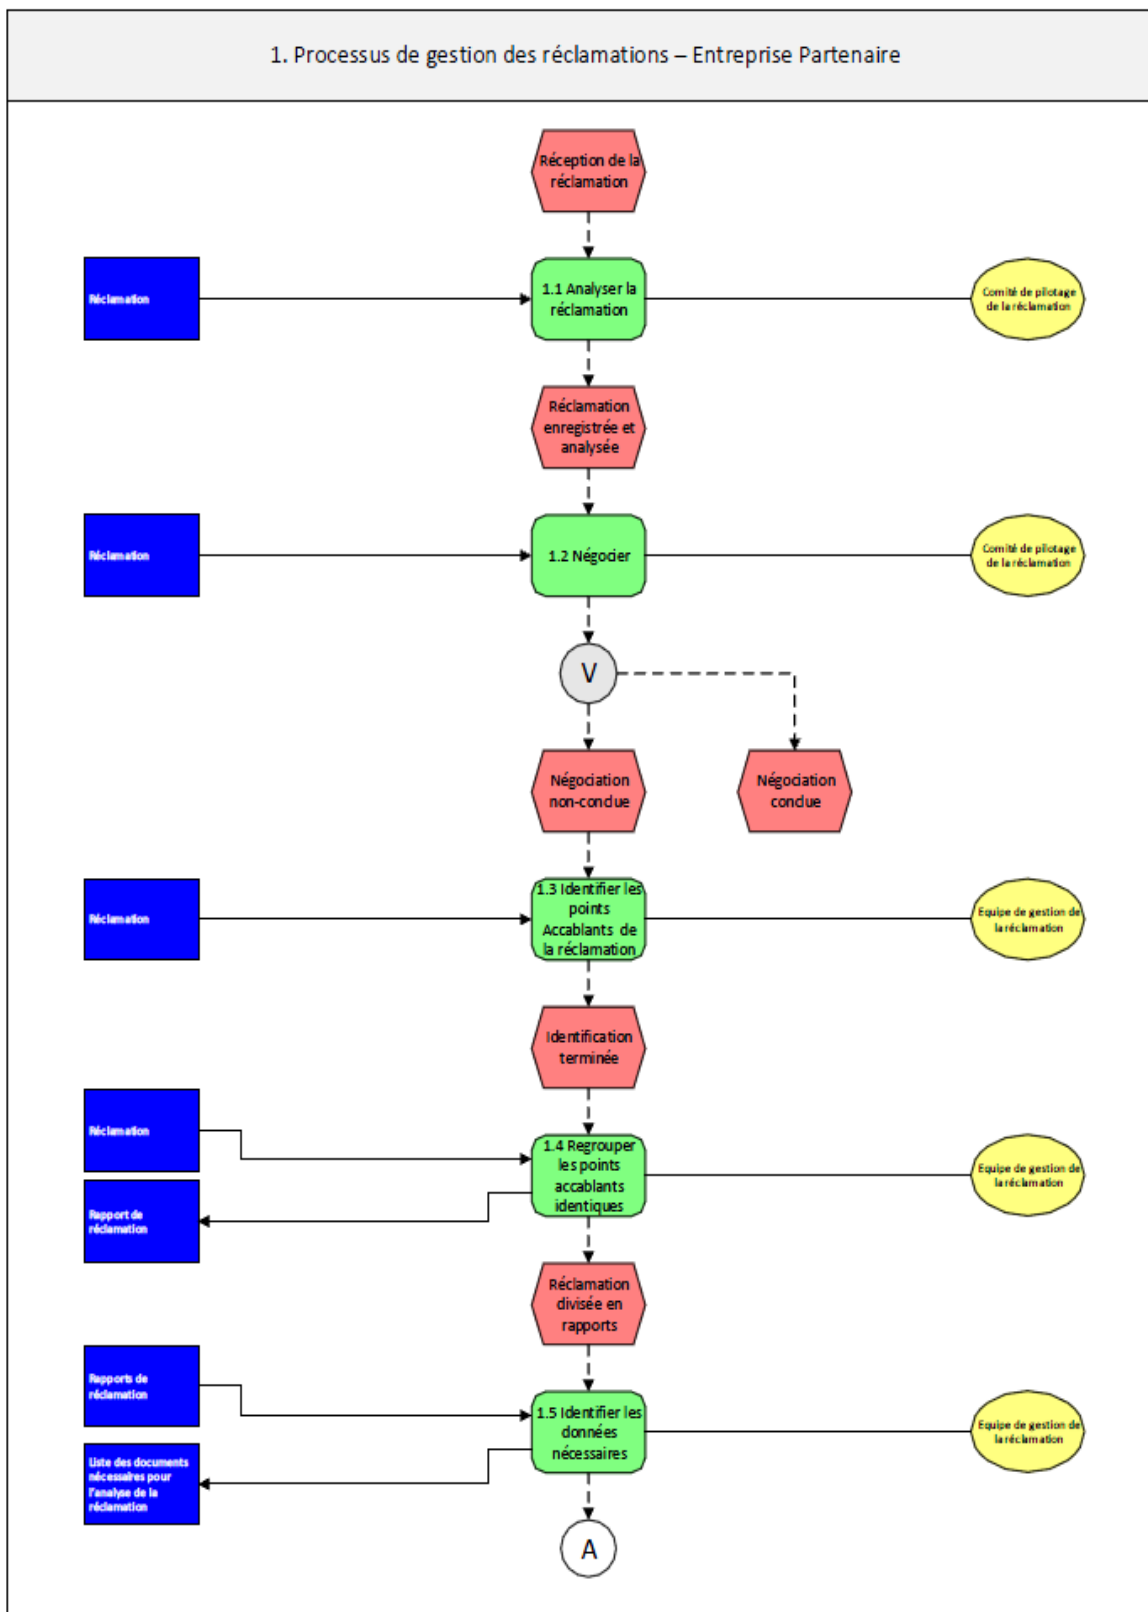 1. Processus de gestion des réclamations – Entreprise Partenaire
Réception de la
réclamation
Réclamation
1.1 Analyser la
réclamation
Comité de pilotage
de la réclamation
Réclamation
enregistrée et
analysée
Réclamation
1.2 Négocier
Comité de pilotage
de la réclamation
V
Négociation
non-conclue
Négociation
conclue
Réclamation
1.3 Identifier les
points
Accablants de
la réclamation
Equipe de gestion de
la réclamation
Identification
terminée
Réclamation
1.4 Regrouper
les points
accablants
identiques
Equipe de gestion de
la réclamation
Rapport de
réclamation
Réclamation
divisée en
rapports
Rapports de
réclamation
1.5 Identifier les
données
nécessaires
Equipe de gestion de
la réclamation
Liste des documents
nécessaires pour
l'analyse de la
réclamation
A